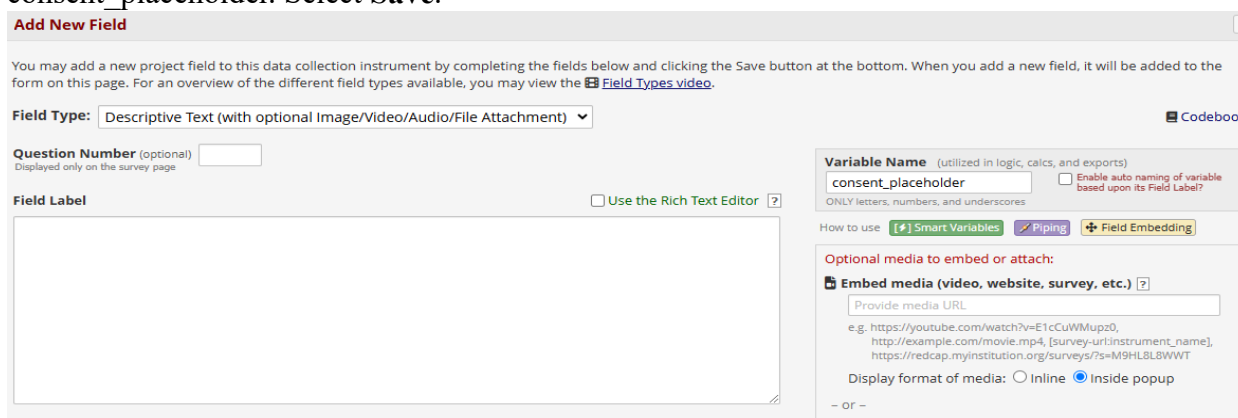 consent_placeholder. Select Save.
Add New Field
You may add a new project field to this data collection instrument by completing the fields below and clicking the Save button at the bottom. When you add a new field, it will be added to the
form on this page. For an overview of the different field types available, you may view the Field Types video.
Field Type: Descriptive Text (with optional Image/Video/Audio/File Attachment)
Codeboo
Question Number (optional)
Displayed only on the survey page
Variable Name (utilized in logic, calcs, and exports)
consent_placeholder
Enable auto naming of variable
based upon its Field Label?
ONLY letters, numbers, and underscores
Field Label
Use the Rich Text Editor ?
How to use [⚡] Smart Variables Piping Field Embedding
Optional media to embed or attach:
Embed media (video, website, survey, etc.) ?
Provide media URL
e.g. https://youtube.com/watch?v=E1cCuWMupz0,
http://example.com/movie.mp4, [survey-url:instrument_name],
https://redcap.myinstitution.org/surveys/?s=M9HL8L8WWT
Display format of media: Inline Inside popup
– or –